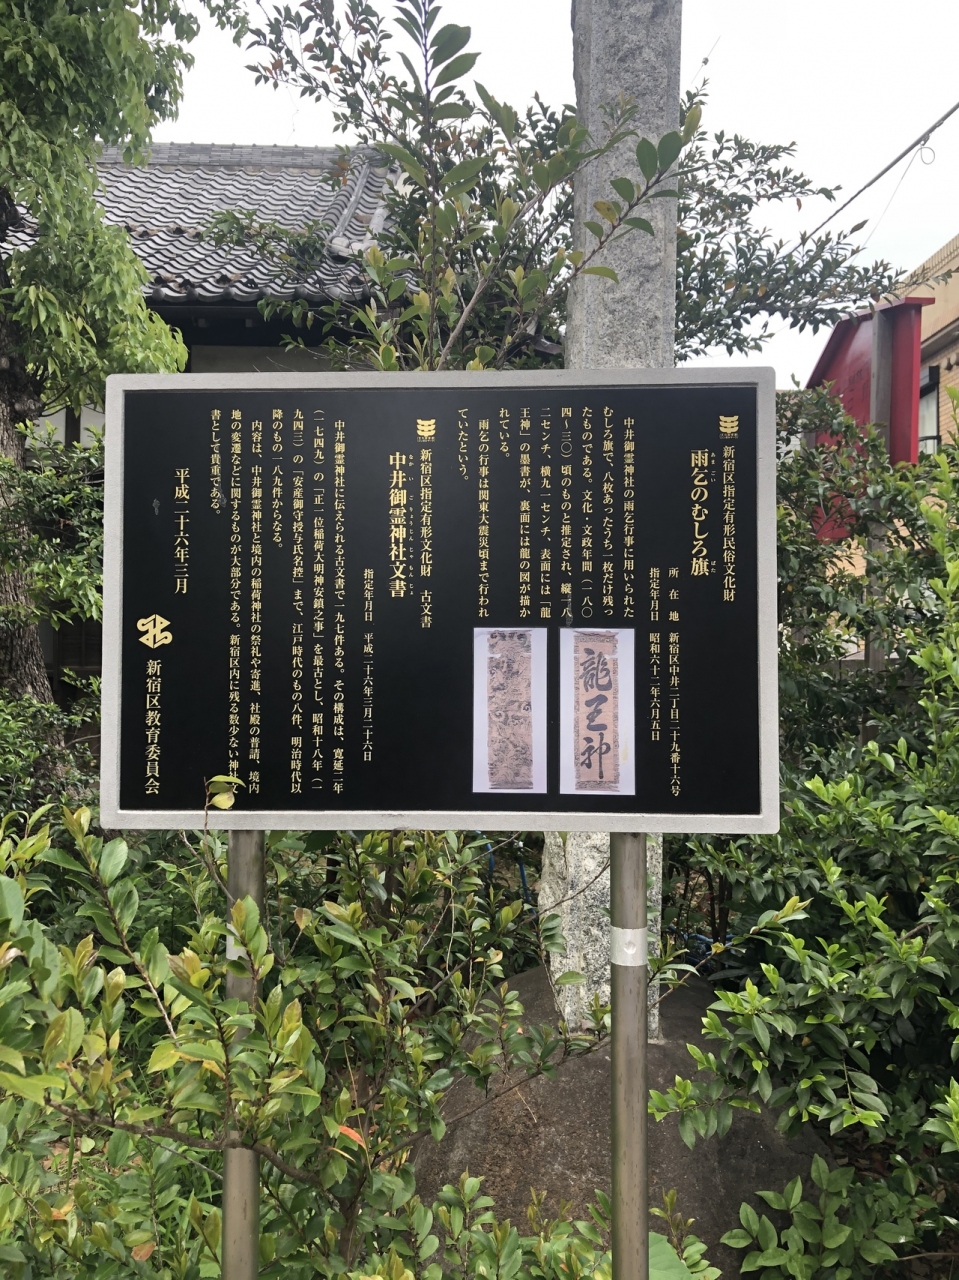 新宿区指定有形民俗文化財
雨乞のむしろ旗
あまごい
ばた
所在地 新宿区中井二丁目二十九番十六号
指定年月日 昭和六十二年六月五日
中井御霊神社の雨乞行事に用いられた
むしろ旗で、八枚あったうち一枚だけ残っ
たものである。文化・文政年間(一八〇
四～三〇)頃のものと推定され、縦一八
二センチ、横九一センチ、表面には「龍
王神」の墨書が、裏面には龍の図が描か
れている。
雨乞の行事は関東大震災頃まで行われ
ていたという。
龍王神
新宿区指定有形文化財 古文書
中井御霊神社文書
なかいごりょうじんじゃもんじょ
指定年月日 平成二十六年三月二十六日
中井御霊神社に伝えられる古文書で一九七件ある。その構成は、寛延二年
(一七四九)の「正一位稲荷大明神安鎮之事」を最古とし、昭和十八年(一
九四三)の「安産御守授与氏名控」まで、江戸時代のもの八件、明治時代以
降のもの一八九件からなる。
内容は、中井御霊神社と境内の稲荷神社の祭礼や寄進、社殿の普請、境内
地の変遷などに関するものが大部分である。新宿区内に残る数少ない神社文
書として貴重である。
平成二十六年三月
新宿区教育委員会